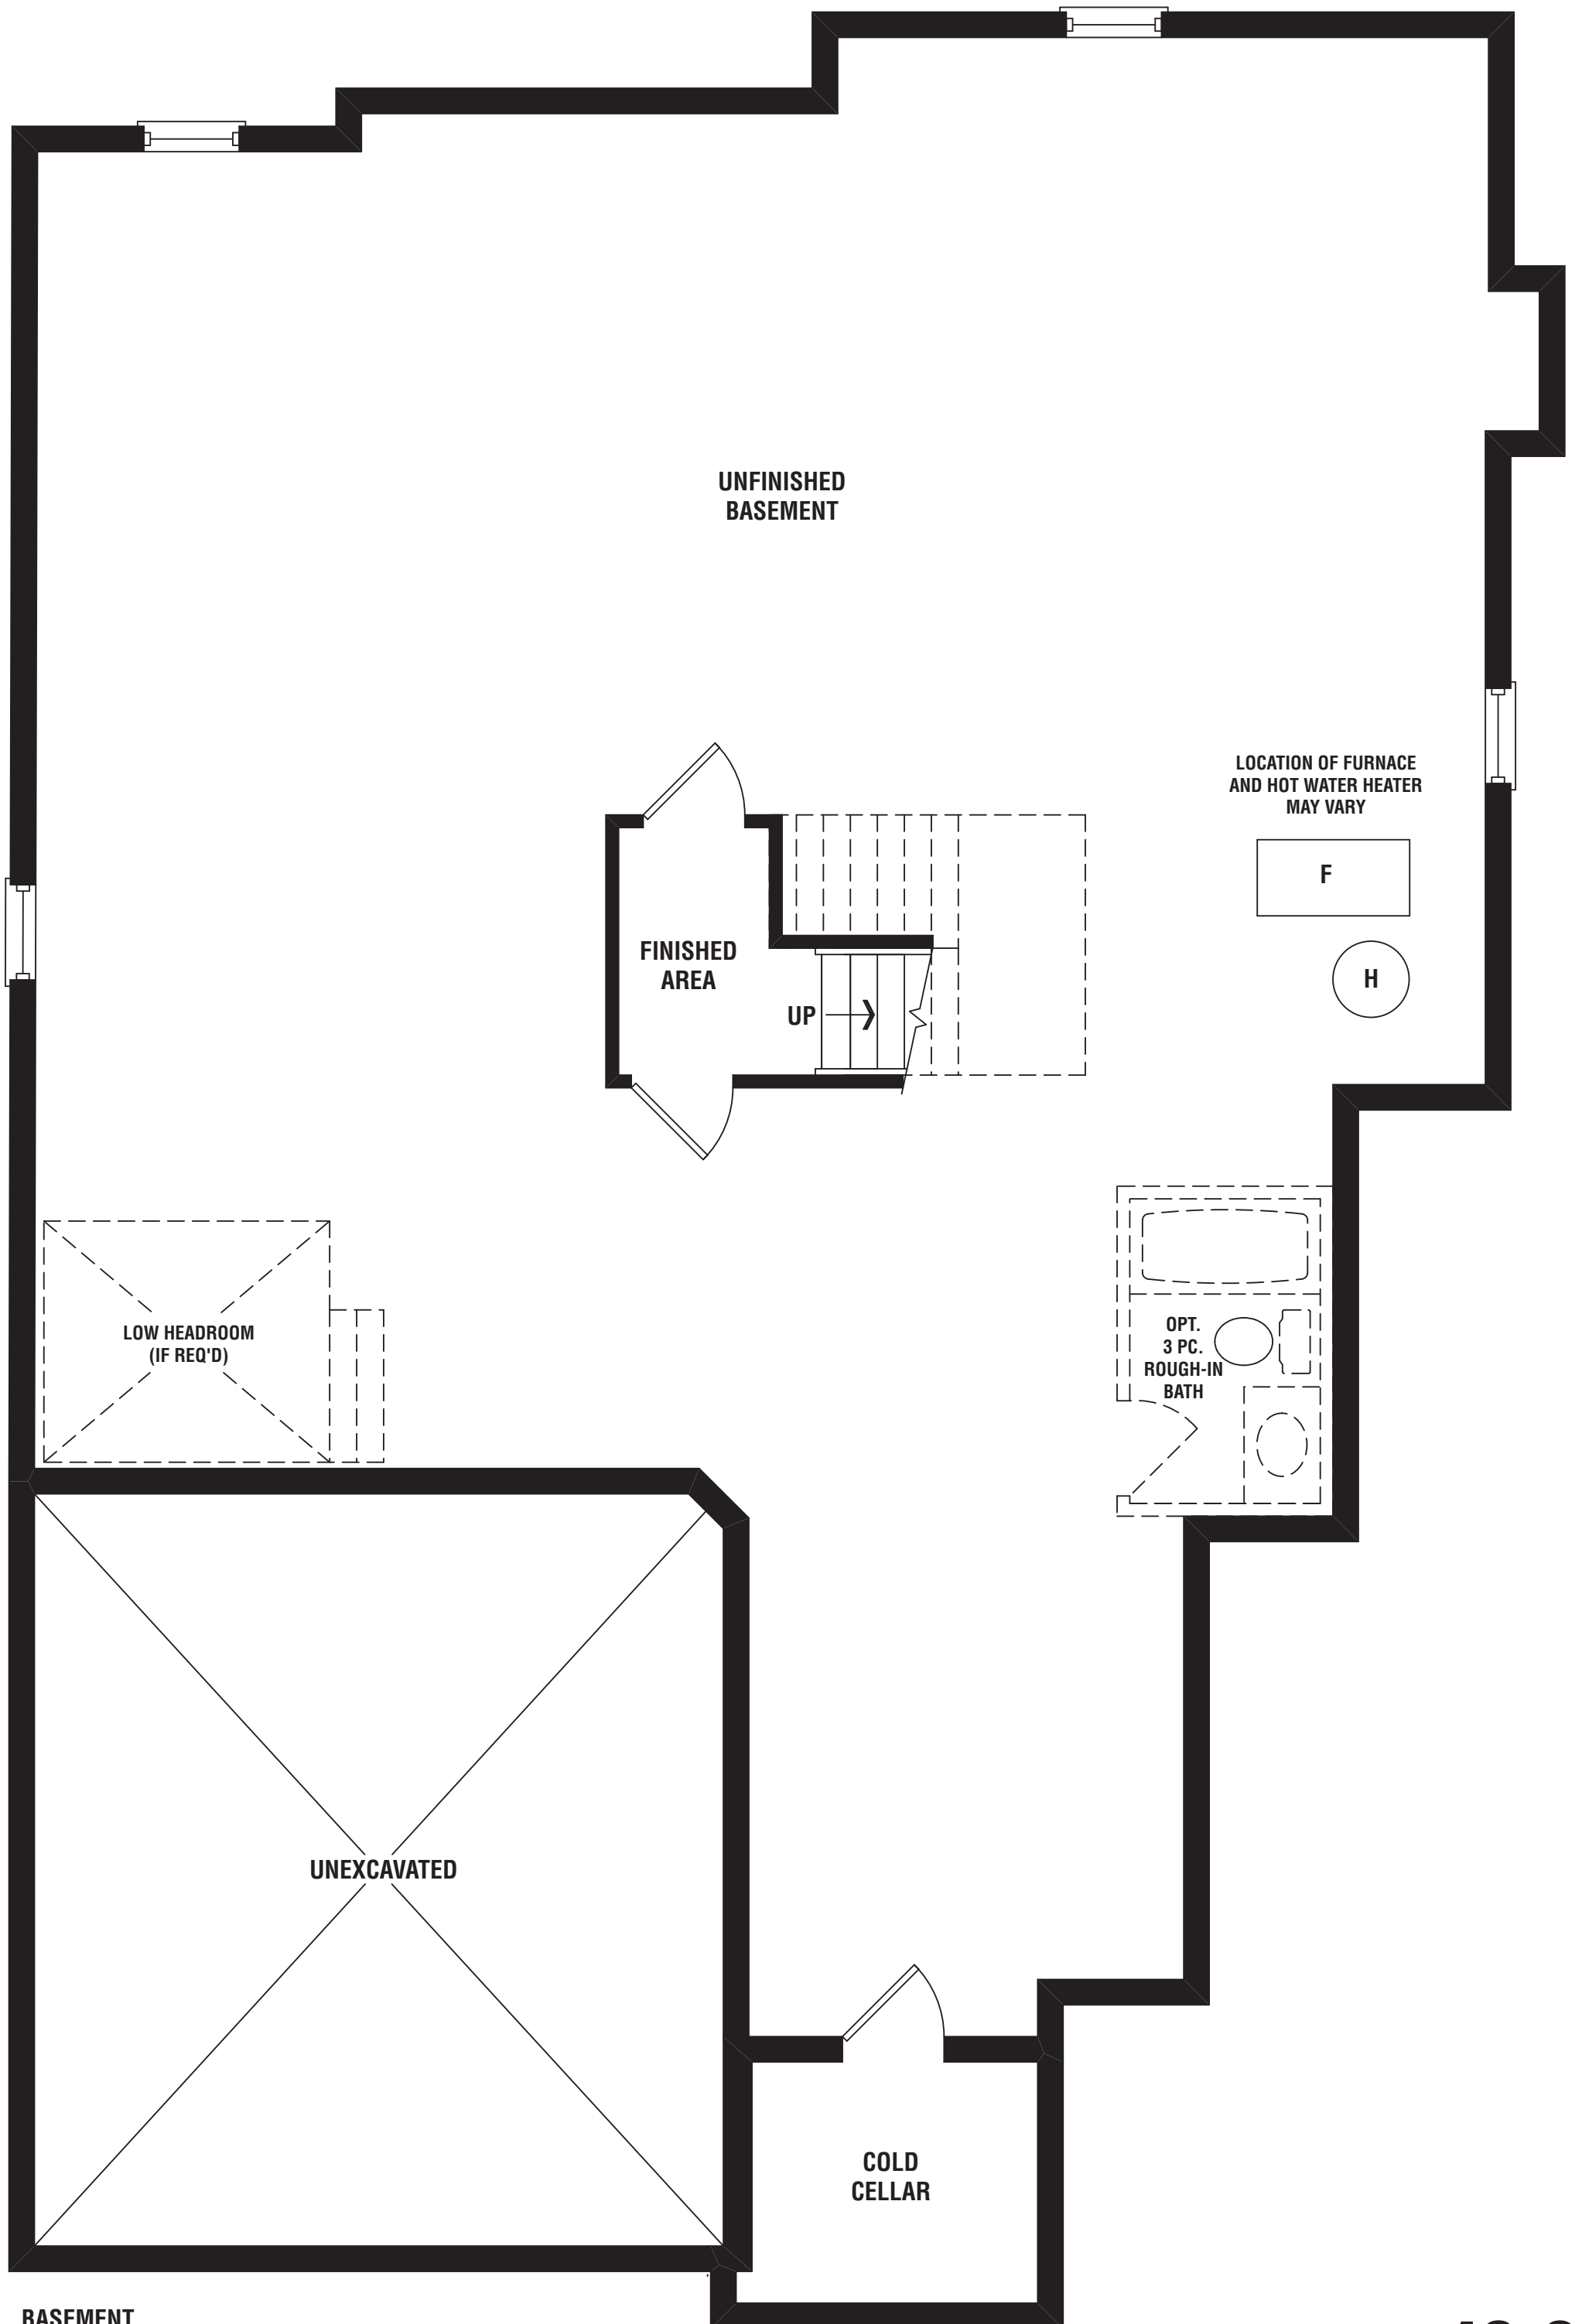 UNFINISHED
BASEMENT
LOCATION OF FURNACE
AND HOT WATER HEATER
MAY VARY
F
FINISHED
AREA
H
UP
LOW HEADROOM
(IF REQ'D)
OPT.
3 PC.
ROUGH-IN
BATH
UNEXCAVATED
COLD
CELLAR
BASEMENT